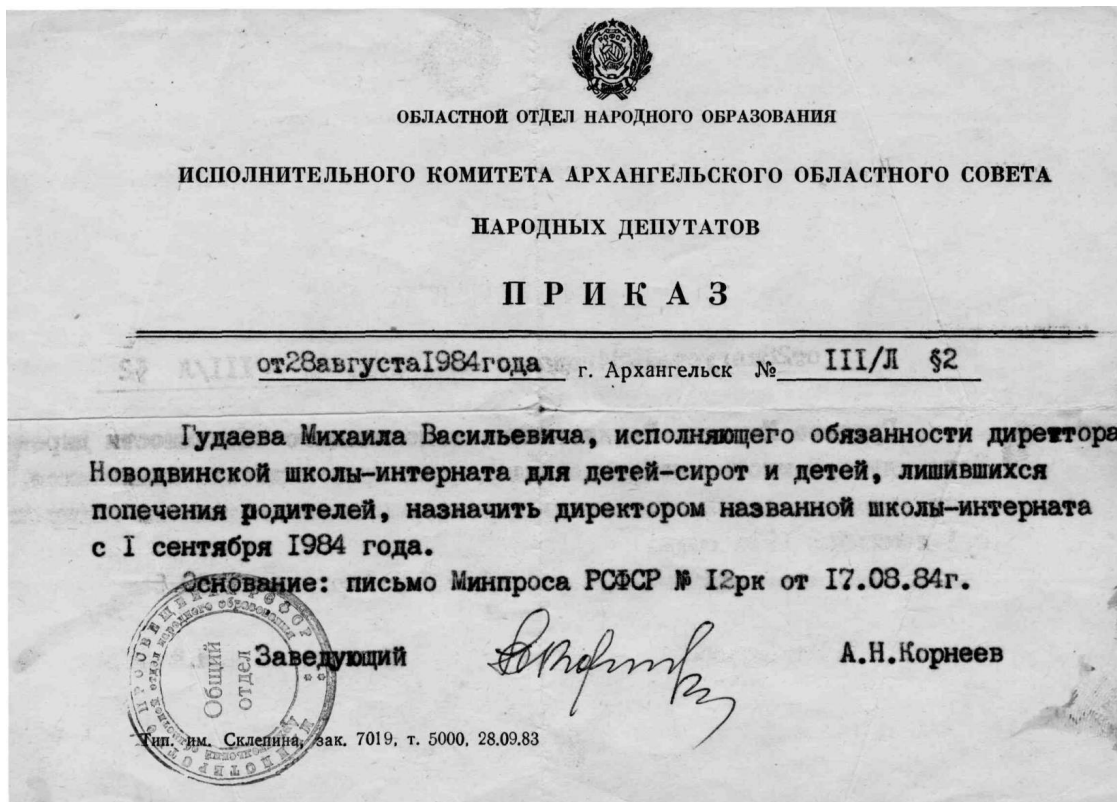 ОБЛАСТНОЙ ОТДЕЛ НАРОДНОГО ОБРАЗОВАНИЯ
ИСПОЛНИТЕЛЬНОГО КОМИТЕТА АРХАНГЕЛЬСКОГО ОБЛАСТНОГО СОВЕТА
НАРОДНЫХ ДЕПУТАТОВ
ПРИКАЗ
от28августаI984года г. Архангельск № III/Л §2
Гудаева Михаила Васильевича, исполняющего обязанности директора
Новодвинской школы-интерната для детей-сирот и детей, лишившихся
попечения родителей, назначить директором названной школы-интерната
с I сентября I984 года.
Основание: письмо Минпроса РСФСР № I2рк от I7.08.84г.
Заведующий А.Н.Корнеев
Общий
отдел
Тип. им. Склепина, зак. 7019, т. 5000, 28.09.83